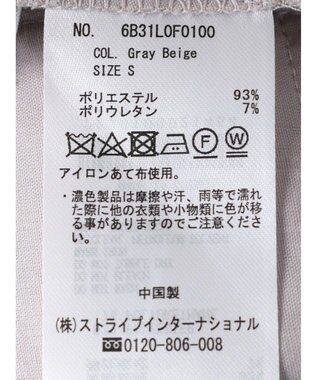 NO. 6B31L0F0100
COL. Gray Beige
SIZE S
ポリエステル 93%
ポリウレタン 7%
F W
アイロンあて布使用。
・濃色製品は摩擦や汗、雨等で濡れ
た際に他の衣類や小物類に色が移
る事がありますのでご注意くださ
い。
中国製
(株)ストライプインターナショナル
0120-806-008